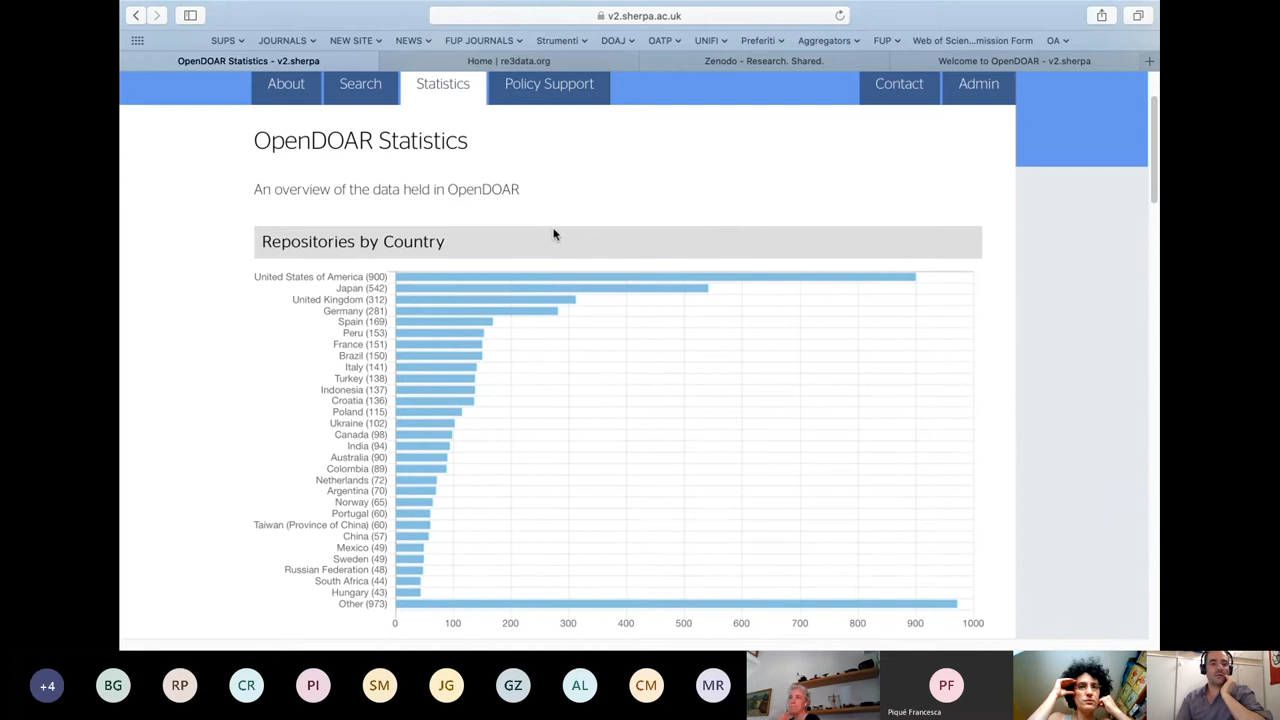 v2.sherpa.ac.uk
SUPS JOURNALS NEW SITE NEWS FUP JOURNALS Strumenti DOAJ OATP UNIFI Preferiti Aggregators FUP Web of Scien...mission Form OA
OpenDOAR Statistics - v2.sherpa Home | re3data.org Zenodo - Research. Shared. Welcome to OpenDOAR - v2.sherpa
About Search Statistics Policy Support Contact Admin
OpenDOAR Statistics
An overview of the data held in OpenDOAR
Repositories by Country
United States of America (900)
Japan (542)
United Kingdom (312)
Germany (281)
Spain (169)
Peru (153)
France (151)
Brazil (150)
Italy (141)
Turkey (138)
Indonesia (137)
Croatia (136)
Poland (115)
Ukraine (102)
Canada (98)
India (94)
Australia (90)
Colombia (89)
Netherlands (72)
Argentina (70)
Norway (65)
Portugal (60)
Taiwan (Province of China) (60)
China (57)
Mexico (49)
Sweden (49)
Russian Federation (48)
South Africa (44)
Hungary (43)
Other (973)
0 100 200 300 400 500 600 700 800 900 1000
+4 BG RP CR PI SM JG GZ AL CM MR PF
Piqué Francesca